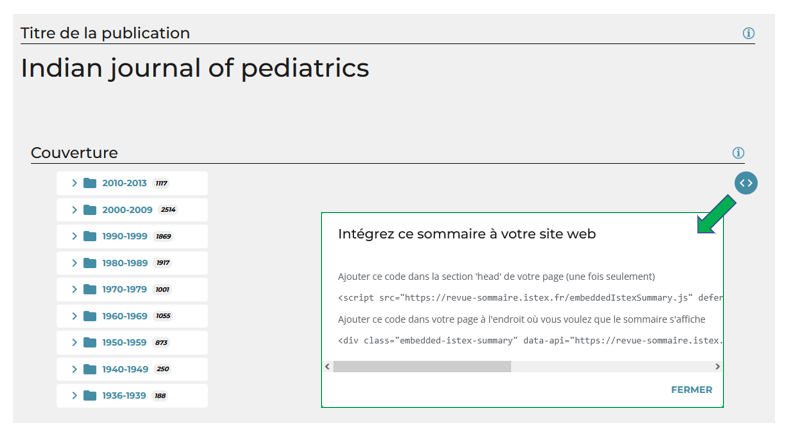 Titre de la publication
Indian journal of pediatrics
Couverture
2010-2013 1117
2000-2009 2514
1990-1999 1869
1980-1989 1917
1970-1979 1001
1960-1969 1055
1950-1959 873
1940-1949 250
1936-1939 188
Intégrez ce sommaire à votre site web
Ajouter ce code dans la section 'head' de votre page (une fois seulement)
<script src="https://revue-sommaire.istex.fr/embeddedIstexSummary.js" defer
Ajouter ce code dans votre page à l'endroit où vous voulez que le sommaire s'affiche
<div class="embedded-istex-summary" data-api="https://revue-sommaire.istex.
FERMER